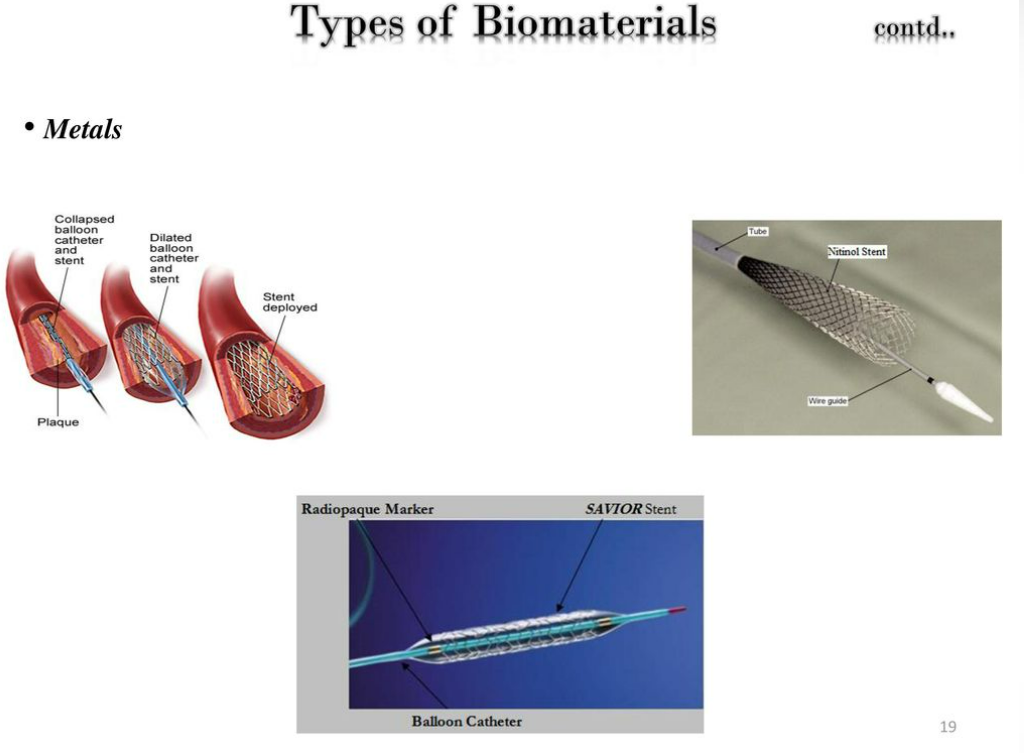 Types of Biomaterials contd..
• Metals
Collapsed
balloon
catheter
and
stent
Dilated
balloon
catheter
and
stent
Stent
deployed
Plaque
Tube
Nitinol Stent
Wire guide
Radiopaque Marker
SAVIOR Stent
Balloon Catheter
19